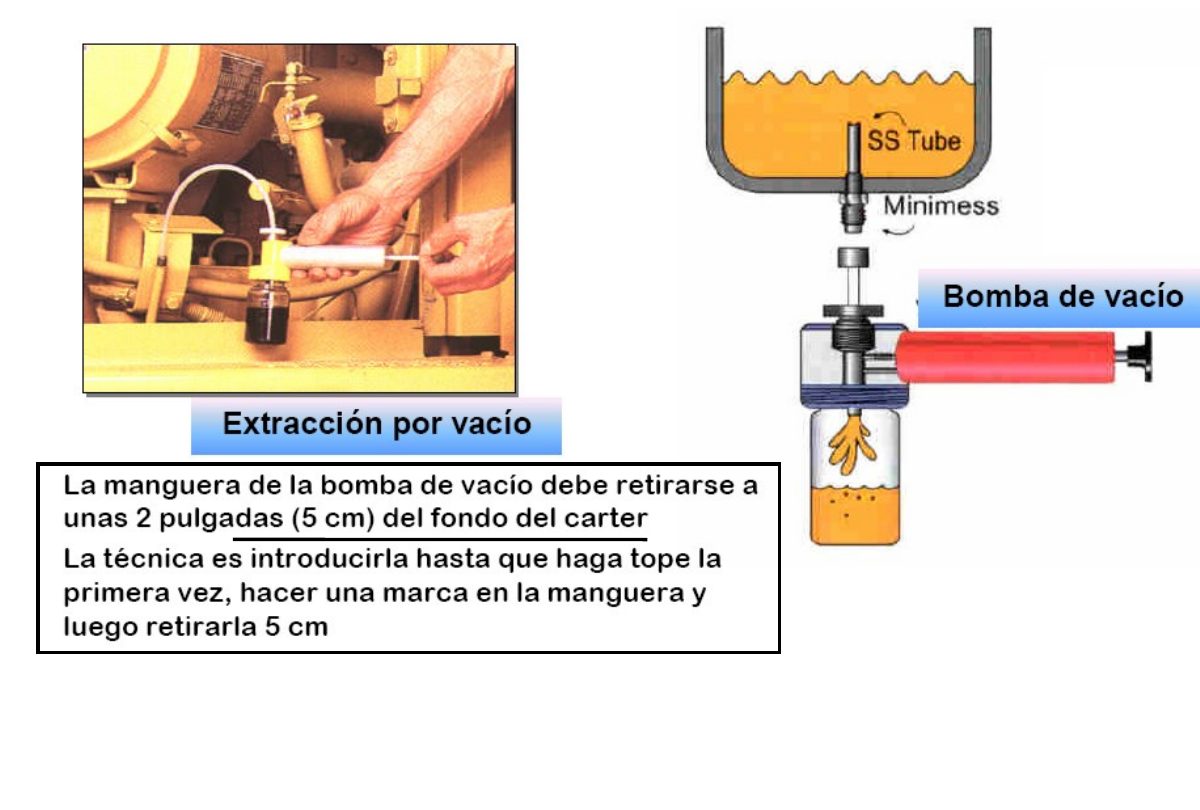 SS Tube
Minimess
Bomba de vacío
Extracción por vacío
La manguera de la bomba de vacío debe retirarse a
unas 2 pulgadas (5 cm) del fondo del carter
La técnica es introducirla hasta que haga tope la
primera vez, hacer una marca en la manguera y
luego retirarla 5 cm